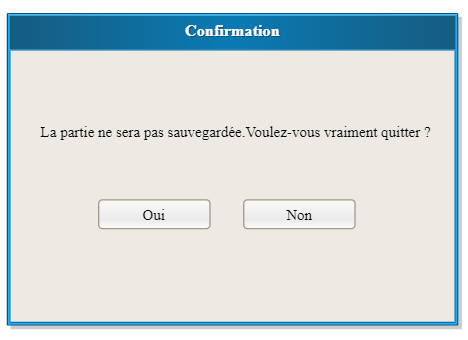 Confirmation
La partie ne sera pas sauvegardée.Voulez-vous vraiment quitter ?
Oui
Non